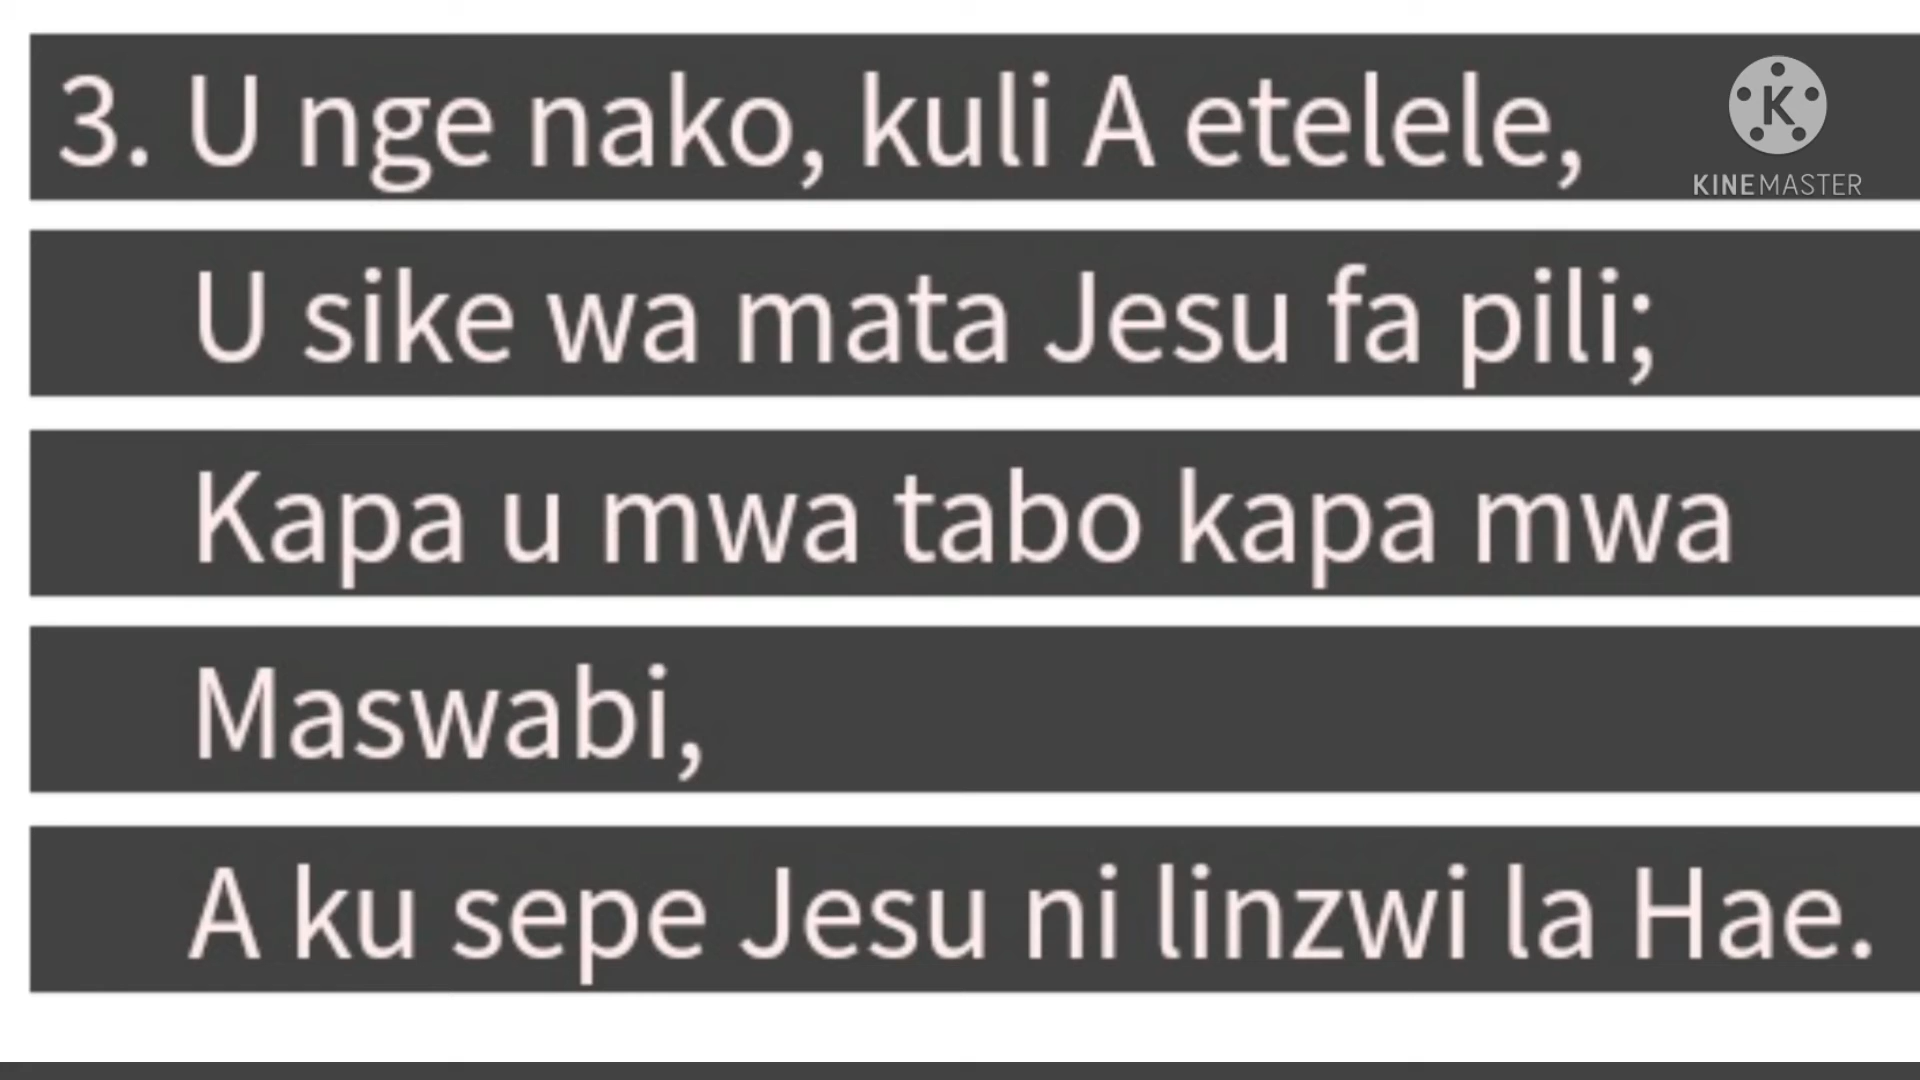 3. U nge nako, kuli A etelele,
KINEMASTER
U sike wa mata Jesu fa pili;
Kapa u mwa tabo kapa mwa
Maswabi,
A ku sepe Jesu ni linzwi la Hae.